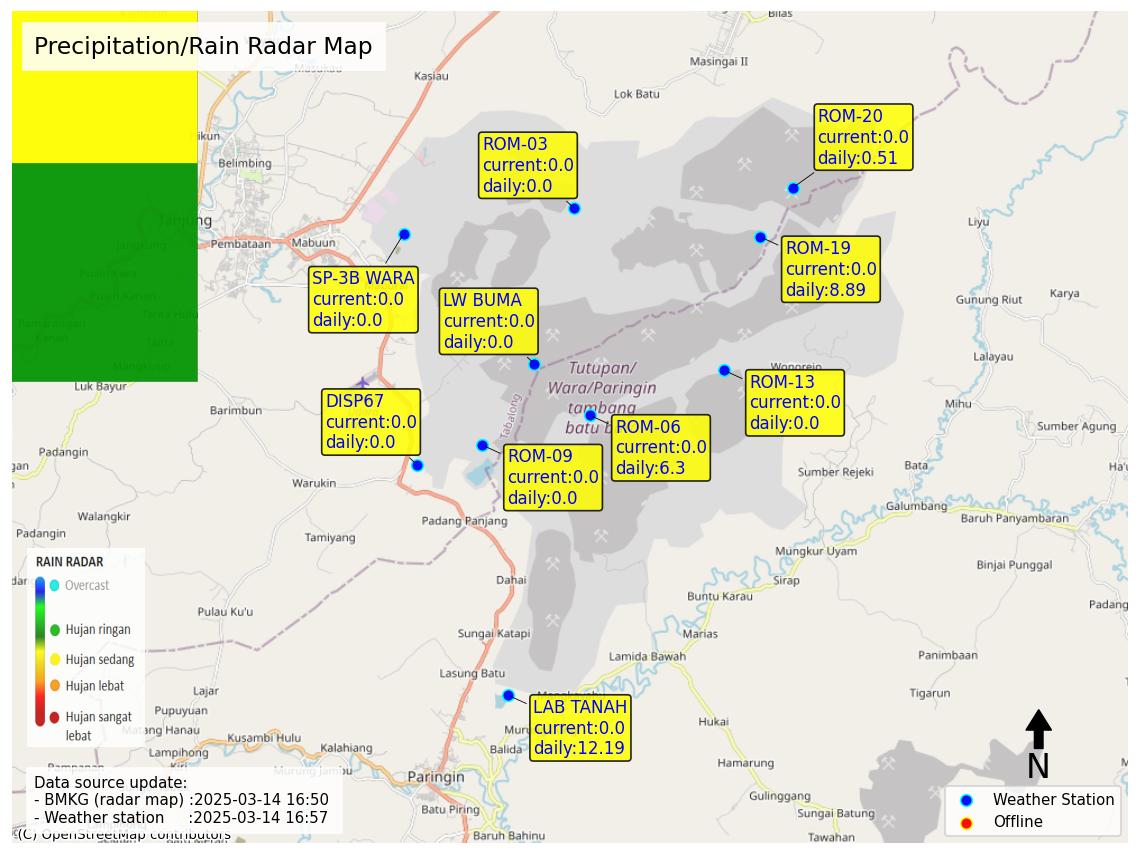 Precipitation/Rain Radar Map
Bilas
Masukau
Kasiau
Masingai II
Lok Batu
ROM-20
current:0.0
daily:0.51
ROM-03
current:0.0
daily:0.0
Kikun
Belimbing
Tanjung
Jangkung
Pembataan
Mabuun
Liyu
SP-3B WARA
current:0.0
daily:0.0
ROM-19
current:0.0
daily:8.89
LW BUMA
current:0.0
daily:0.0
Gunung Riut
Karya
Pamarangan
Kanan
Tanta Hulu
Tanta
Mangkusip
Luk Bayur
Lalayau
Wonorejo
Tutupan/
Wara/Paringin
tambang
batu b
Tabalong
ROM-13
current:0.0
daily:0.0
Barimbun
DISP67
current:0.0
daily:0.0
ROM-06
current:0.0
daily:6.3
Mihu
Sumber Agung
ROM-09
current:0.0
daily:0.0
Bata
Sumber Rejeki
Warukin
Galumbang
Walangkir
Padang Panjang
Baruh Panyambaran
Padangin
Tamiyang
Mungkur Uyam
Binjai Punggal
RAIN RADAR
Overcast
Hujan ringan
Hujan sedang
Hujan lebat
Hujan sangat
lebat
Dahai
Sirap
Buntu Karau
Padang
Pulau Ku'u
Sungai Katapi
Marias
Lamida Bawah
Panimbaan
Lasung Batu
Lajar
Tigarun
Pupuyuan
LAB TANAH
current:0.0
daily:12.19
Matang Hanau
Kusambi Hulu
Hukai
Lampihong
Kalahiang
Balida
Hamarung
Murung Jambu
Paringin
N
Data source update:
- BMKG (radar map) :2025-03-14 16:50
- Weather station :2025-03-14 16:57
Gulinggang
Weather Station
Offline
Batu Piring
Sungai Batung
(C) OpenStreetMap contributors
Baruh Bahinu
Tawahan